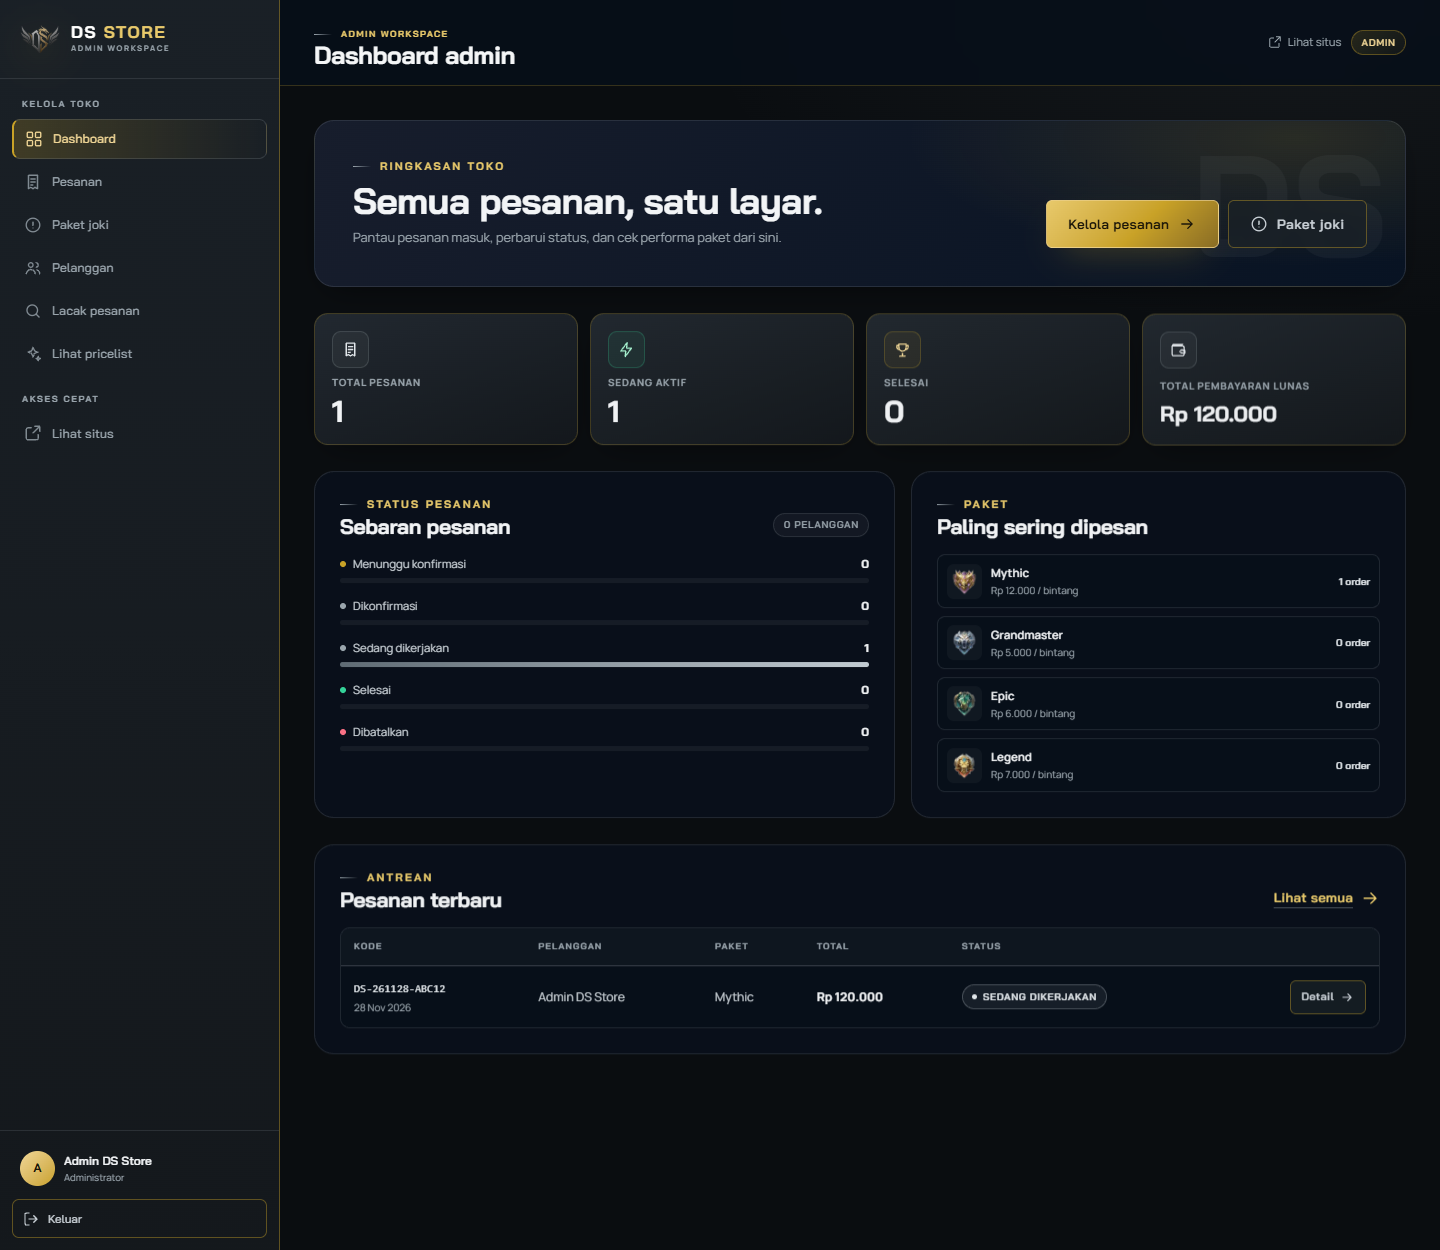 DS STORE
ADMIN WORKSPACE
KELOLA TOKO
Dashboard
Pesanan
Paket joki
Pelanggan
Lacak pesanan
Lihat pricelist
AKSES CEPAT
Lihat situs
A
Admin DS Store
Administrator
Keluar
ADMIN WORKSPACE
Dashboard admin
Lihat situs
ADMIN
RINGKASAN TOKO
Semua pesanan, satu layar.
Pantau pesanan masuk, perbarui status, dan cek performa paket dari sini.
DS
Kelola pesanan
Paket joki
TOTAL PESANAN
1
SEDANG AKTIF
1
SELESAI
0
TOTAL PEMBAYARAN LUNAS
Rp 120.000
STATUS PESANAN
Sebaran pesanan
0 PELANGGAN
Menunggu konfirmasi 0
Dikonfirmasi 0
Sedang dikerjakan 1
Selesai 0
Dibatalkan 0
PAKET
Paling sering dipesan
Mythic
Rp 12.000 / bintang
1 order
Grandmaster
Rp 5.000 / bintang
0 order
Epic
Rp 6.000 / bintang
0 order
Legend
Rp 7.000 / bintang
0 order
ANTREAN
Pesanan terbaru
Lihat semua
KODE PELANGGAN PAKET TOTAL STATUS
DS-261128-ABC12
28 Nov 2026
Admin DS Store
Mythic
Rp 120.000
SEDANG DIKERJAKAN
Detail